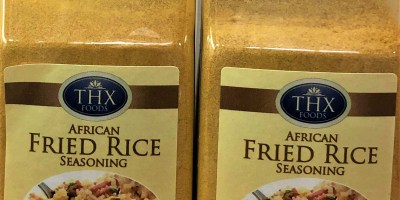 THX
FOODS
AFRICAN
FRIED RICE
SEASONING
THX
FOODS
AFRICAN
FRIED RICE
SEASONING